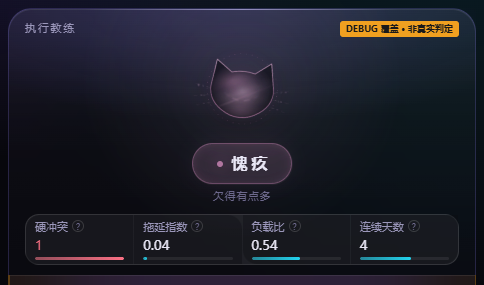 执行教练
DEBUG 覆盖 • 非真实判定
愧疚
欠得有点多
硬冲突 ?
拖延指数 ?
负载比 ?
连续天数 ?
1
0.04
0.54
4